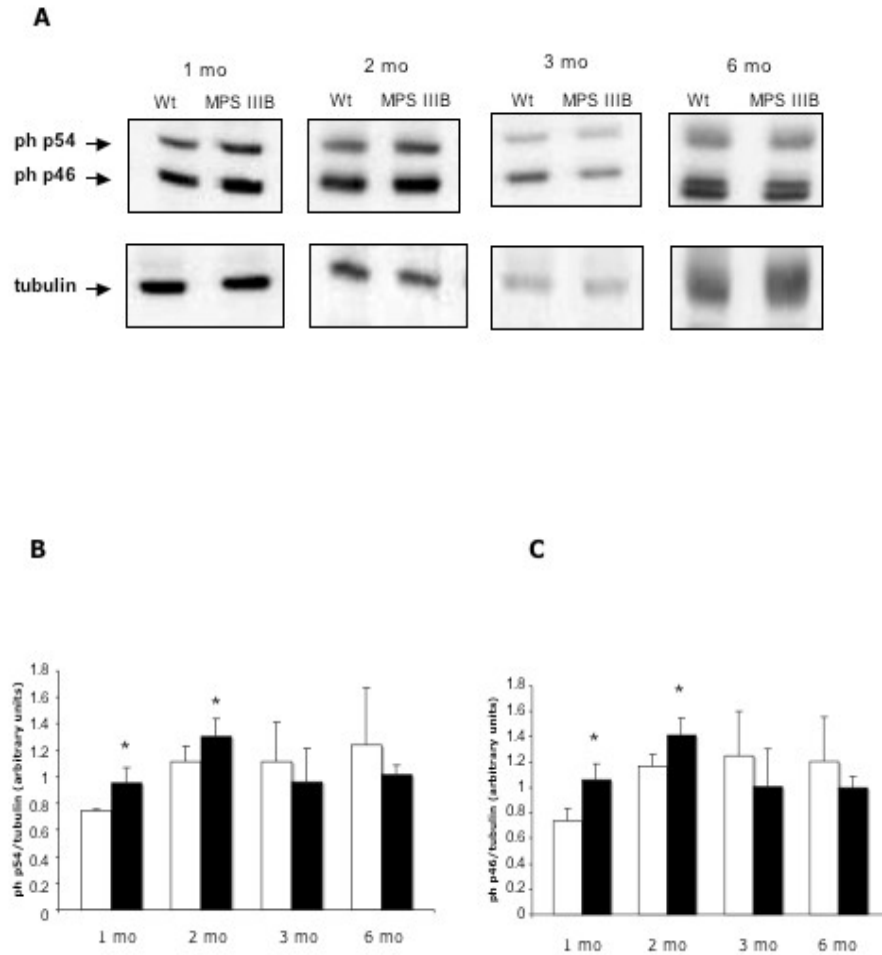 A
1 mo 2 mo 3 mo 6 mo
Wt MPS IIIB Wt MPS IIIB Wt MPS IIIB Wt MPS IIIB
ph p54
ph p46
tubulin
B C
ph p54/tubulin (arbitrary units)
1.8
1.6
1.4
1.2
1
0.8
0.6
0.4
0.2
0
* *
1 mo 2 mo 3 mo 6 mo
ph p46/tubulin (arbitrary units)
1.8
1.6
1.4
1.2
1
0.8
0.6
0.4
0.2
0
* *
1 mo 2 mo 3 mo 6 mo